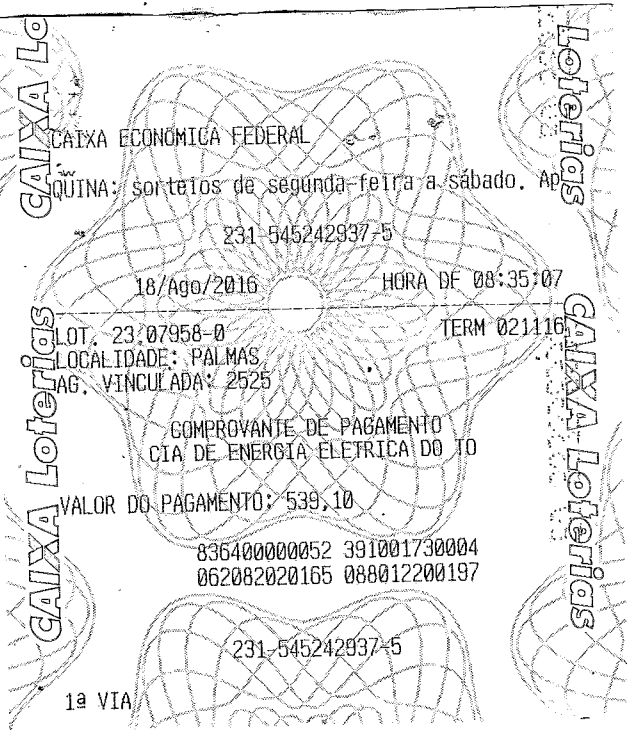 CAIXA Lo
Loterias
CAIXA ECONOMICA FEDERAL
QUINA: sorteios de segunda-feira a sábado. Ap
231-545242937-5
18/Ago/2016 HORA DF 08:35:07
LOT. 23.07958-0 TERM 021116
LOCALIDADE: PALMAS
AG. VINCULADA: 2525
CAIXA Loterias
CAIXA Loterias
COMPROVANTE DE PAGAMENTO
CIA DE ENERGIA ELETRICA DO TO
VALOR DO PAGAMENTO: 539,10
836400000052 391001730004
062082020165 088012200197
231-545242937-5
1ª VIA